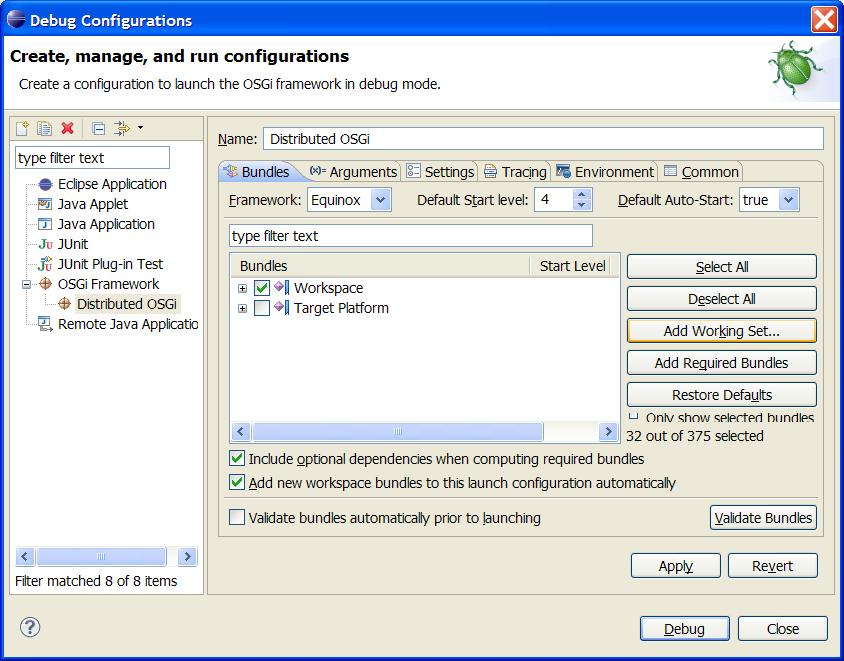 Debug Configurations
Create, manage, and run configurations
Create a configuration to launch the OSGi framework in debug mode.
type filter text
Eclipse Application
Java Applet
Java Application
JUnit
JUnit Plug-in Test
OSGi Framework
Distributed OSGi
Remote Java Applicatio
Filter matched 8 of 8 items
Name: Distributed OSGi
Bundles (x)= Arguments Settings Tracing Environment Common
Framework: Equinox Default Start level: 4 Default Auto-Start: true
type filter text
Bundles Start Level
Workspace
Target Platform
Select All
Deselect All
Add Working Set...
Add Required Bundles
Restore Defaults
Only show selected bundles
32 out of 375 selected
Include optional dependencies when computing required bundles
Add new workspace bundles to this launch configuration automatically
Validate bundles automatically prior to launching Validate Bundles
Apply Revert
? Debug Close